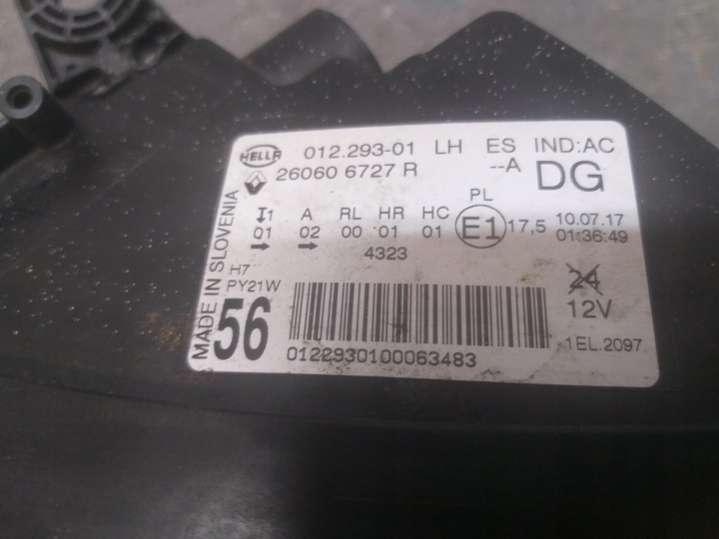 HELLA 012.293-01 LH ES IND:AC
26060 6727 R --A DG
PL
I1 A RL HR HC E1 17,5 10.07.17
01 02 00 01 01 01:36:49
4323
H7
PY21W
24
12V
56
MADE IN SLOVENIA
1EL.2097
0122930100063483